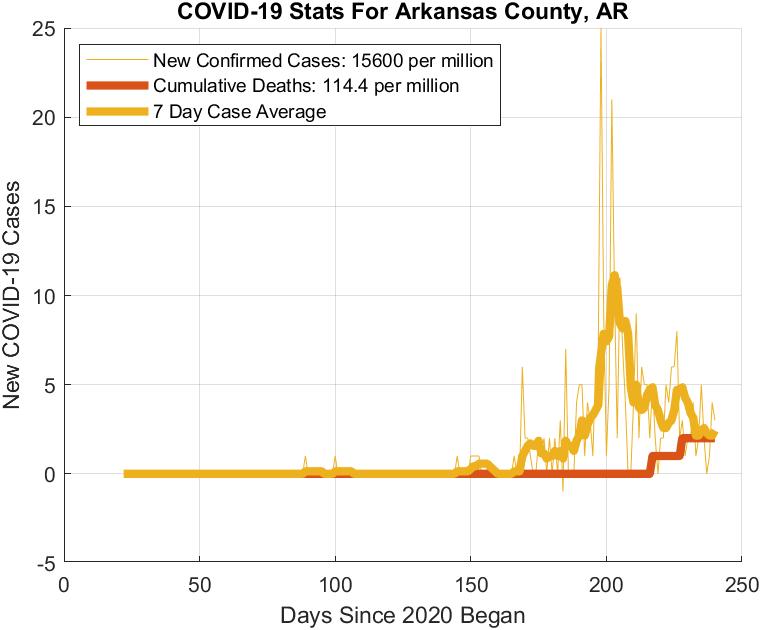 COVID-19 Stats For Arkansas County, AR
New Confirmed Cases: 15600 per million
Cumulative Deaths: 114.4 per million
7 Day Case Average
New COVID-19 Cases
25
20
15
10
5
0
-5
0 50 100 150 200 250
Days Since 2020 Began